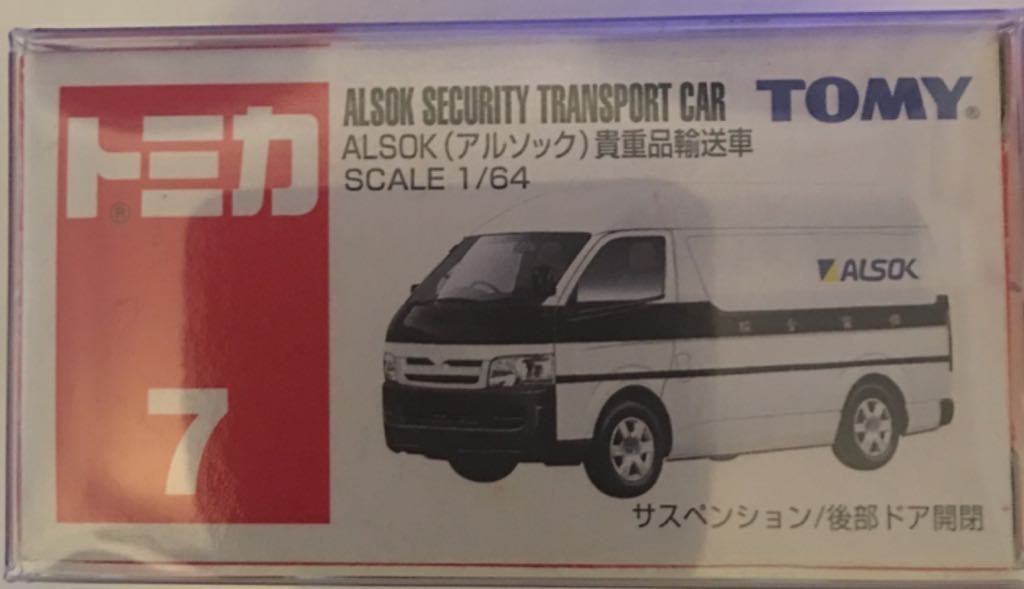 トミカ®
7
ALSOK SECURITY TRANSPORT CAR
TOMY®
ALSOK(アルソック)貴重品輸送車
SCALE 1/64
ALSOK
サスペンション/後部ドア開閉